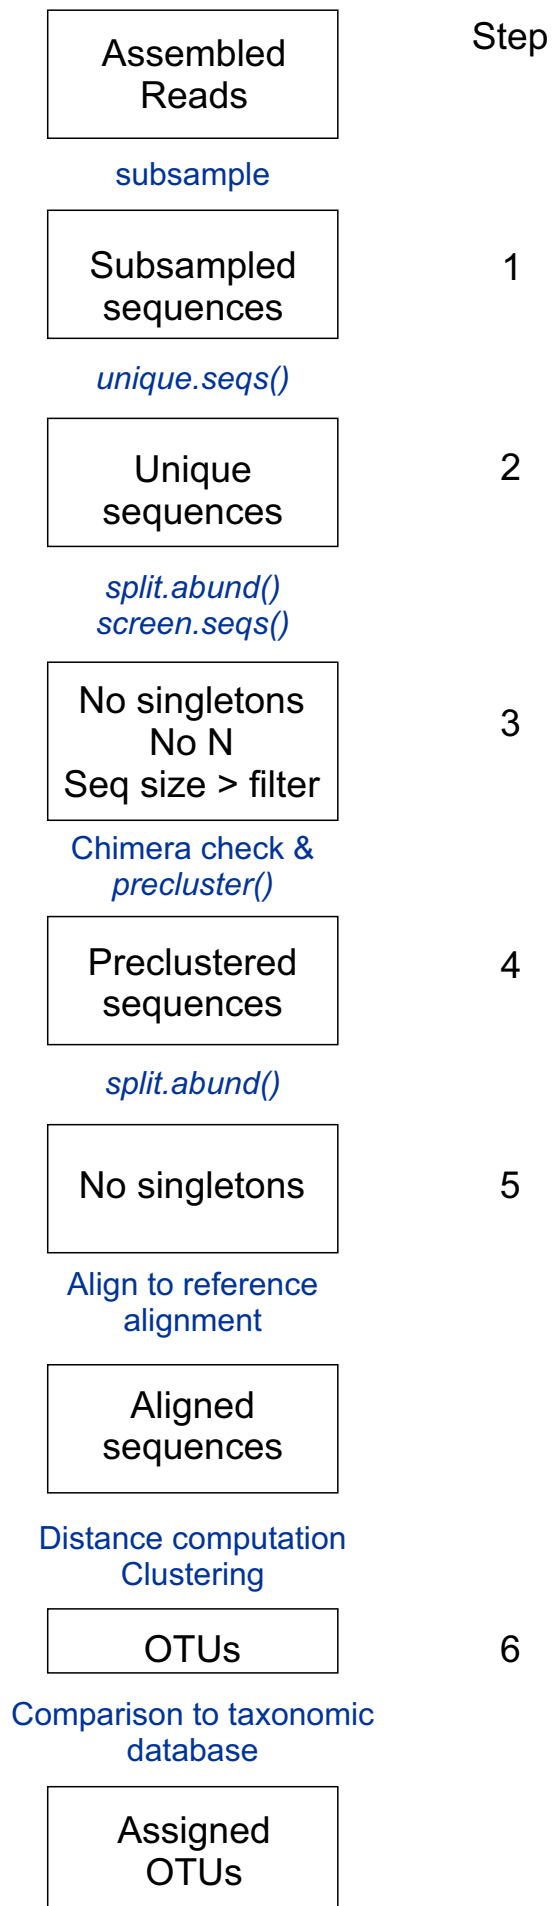 Step
Assembled
Reads
subsample
Subsampled
sequences
1
unique.seqs()
Unique
sequences
2
split.abund()
screen.seqs()
No singletons
No N
Seq size > filter
3
Chimera check &
precluster()
Preclustered
sequences
4
split.abund()
No singletons
5
Align to reference
alignment
Aligned
sequences
Distance computation
Clustering
OTUs
6
Comparison to taxonomic
database
Assigned
OTUs